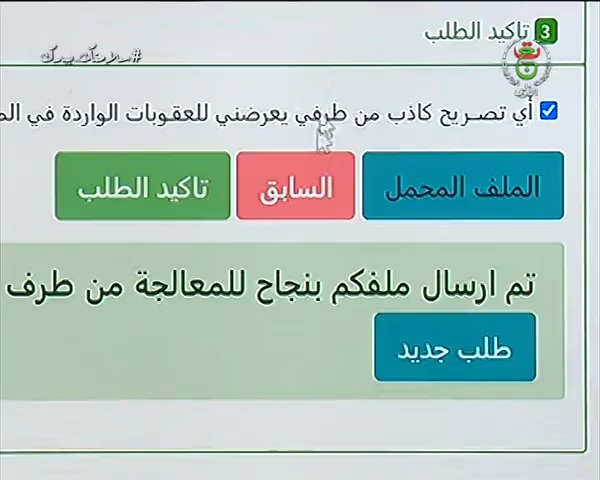 3 تاكيد الطلب
#سلامتك_بيدك
أي تصريح كاذب من طرفي يعرضني للعقوبات الواردة في
الملف المحمل
السابق
تاكيد الطلب
تم ارسال ملفكم بنجاح للمعالجة من طرف
طلب جديد